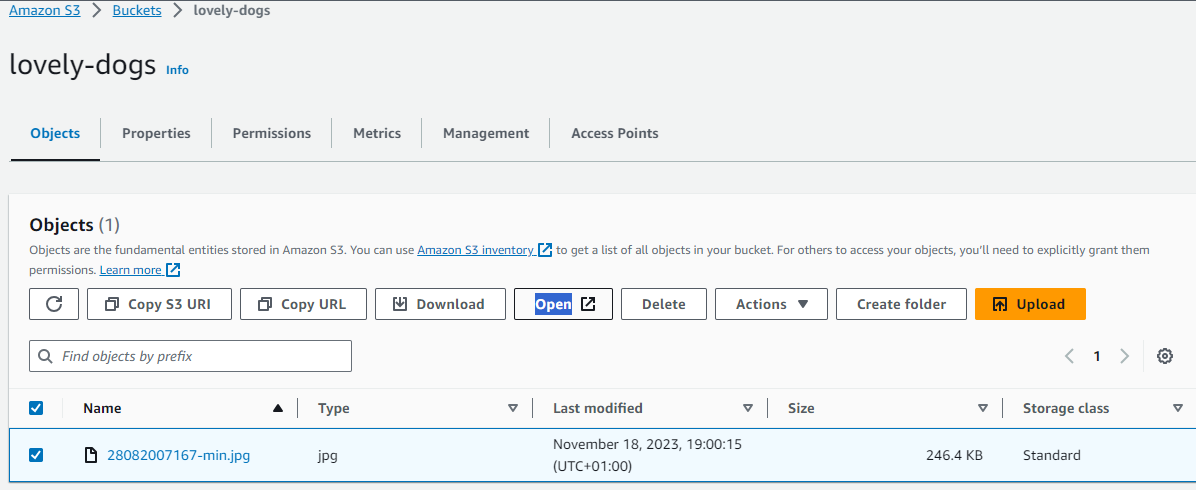 Amazon S3 > Buckets > lovely-dogs
lovely-dogs Info
Objects Properties Permissions Metrics Management Access Points
Objects (1)
Objects are the fundamental entities stored in Amazon S3. You can use Amazon S3 inventory to get a list of all objects in your bucket. For others to access your objects, you'll need to explicitly grant them
permissions. Learn more
Copy S3 URI Copy URL Download Open Delete Actions Create folder Upload
Find objects by prefix 1
Name Type Last modified Size Storage class
28082007167-min.jpg jpg November 18, 2023, 19:00:15 246.4 KB Standard
(UTC+01:00)